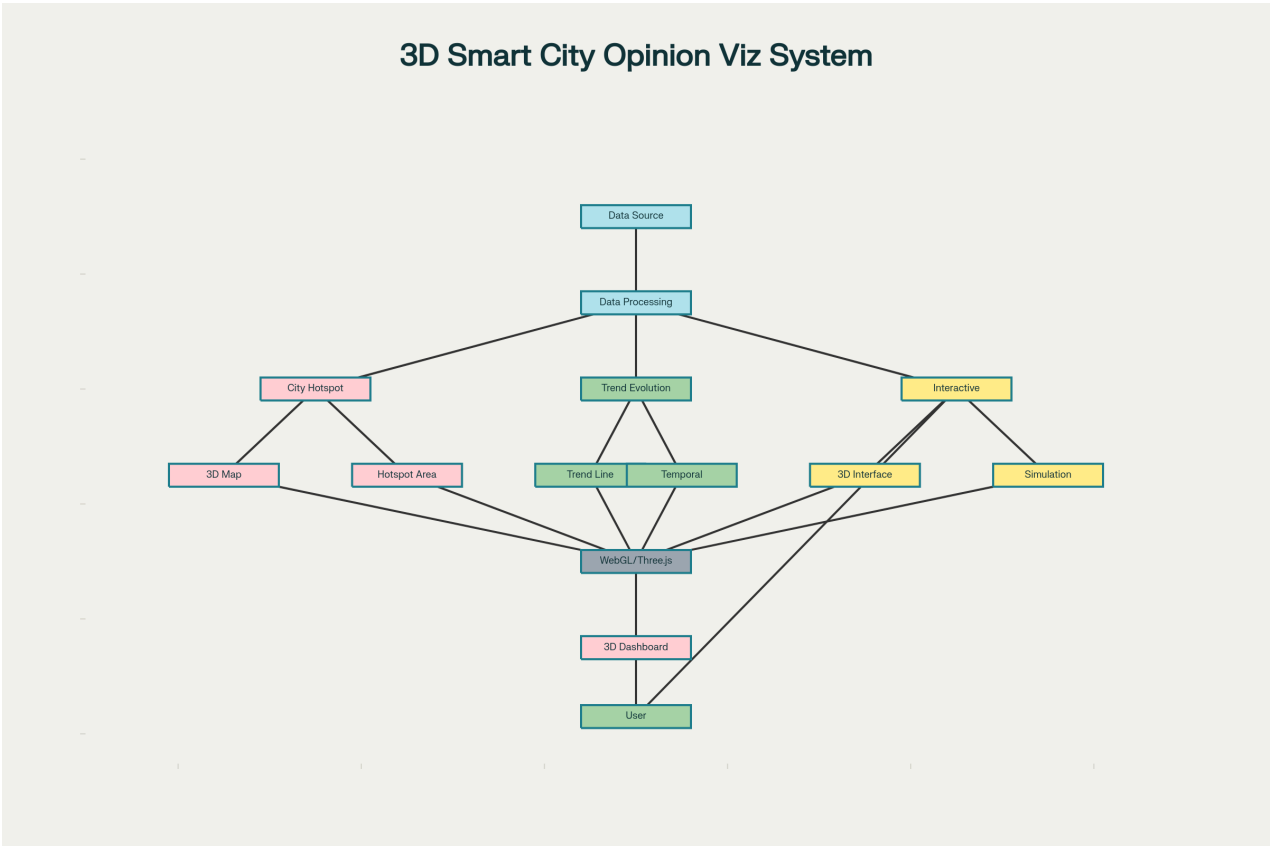 3D Smart City Opinion Viz System
Data Source
Data Processing
City Hotspot
Trend Evolution
Interactive
3D Map
Hotspot Area
Trend Line
Temporal
3D Interface
Simulation
WebGL/Three.js
3D Dashboard
User